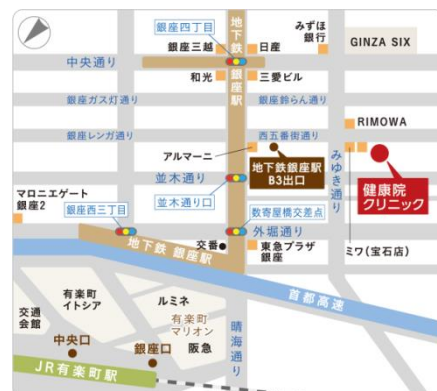 銀座四丁目
地下鉄 銀座駅
みずほ
銀行
銀座三越
日産
GINZA SIX
中央通り
和光
三愛ビル
銀座ガス灯通り
銀座鈴らん通り
RIMOWA
銀座レンガ通り
西五番街通り
アルマーニ
地下鉄銀座駅
B3出口
みゆき通り
健康院
クリニック
並木通り
マロニエゲート
銀座2
並木通り口
銀座西三丁目
数寄屋橋交差点
外堀通り
ミワ(宝石店)
地下鉄 銀座駅
交番
東急プラザ
銀座
首都高速
交通
会館
有楽町
イトシア
ルミネ
有楽町
マリオン
阪急
晴海通り
中央口
銀座口
JR有楽町駅